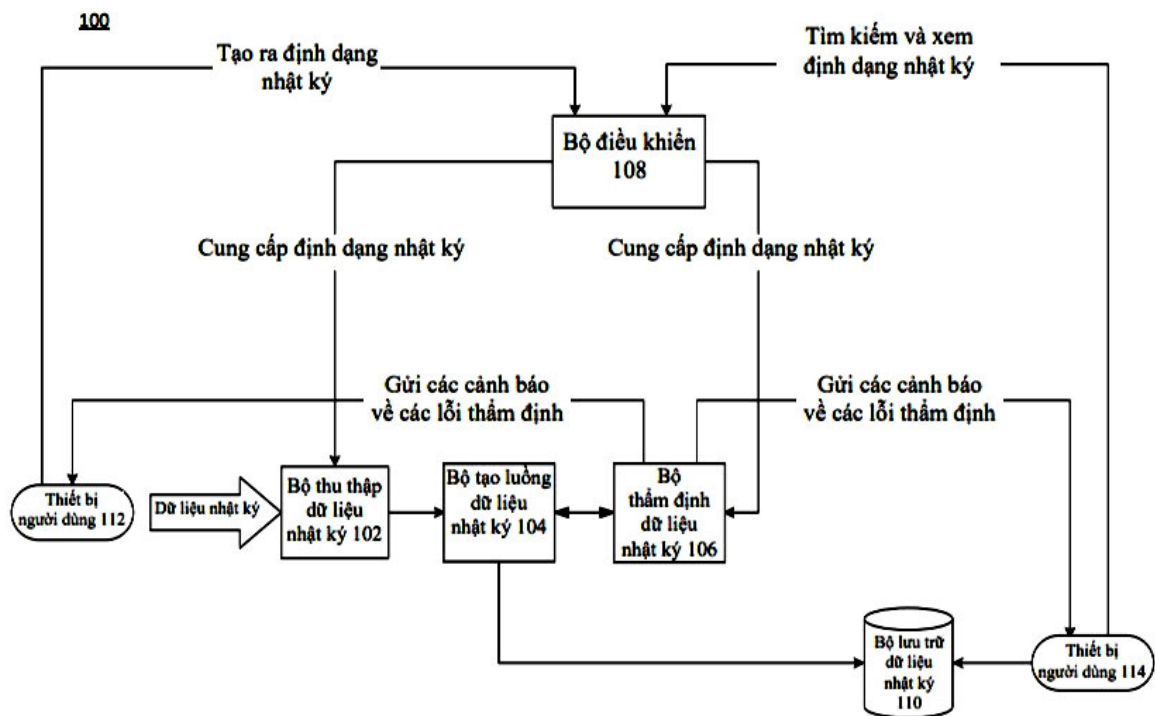 100
Tạo ra định dạng
nhật ký
Tìm kiếm và xem
định dạng nhật ký
Bộ điều khiển
108
Cung cấp định dạng nhật ký
Cung cấp định dạng nhật ký
Gửi các cảnh báo
về các lỗi thẩm định
Gửi các cảnh báo
về các lỗi thẩm định
Thiết bị
người dùng 112
Dữ liệu nhật ký
Bộ thu thập
dữ liệu
nhật ký 102
Bộ tạo luồng
dữ liệu
nhật ký 104
Bộ
thẩm định
dữ liệu
nhật ký 106
Bộ lưu trữ
dữ liệu
nhật ký
110
Thiết bị
người dùng 114